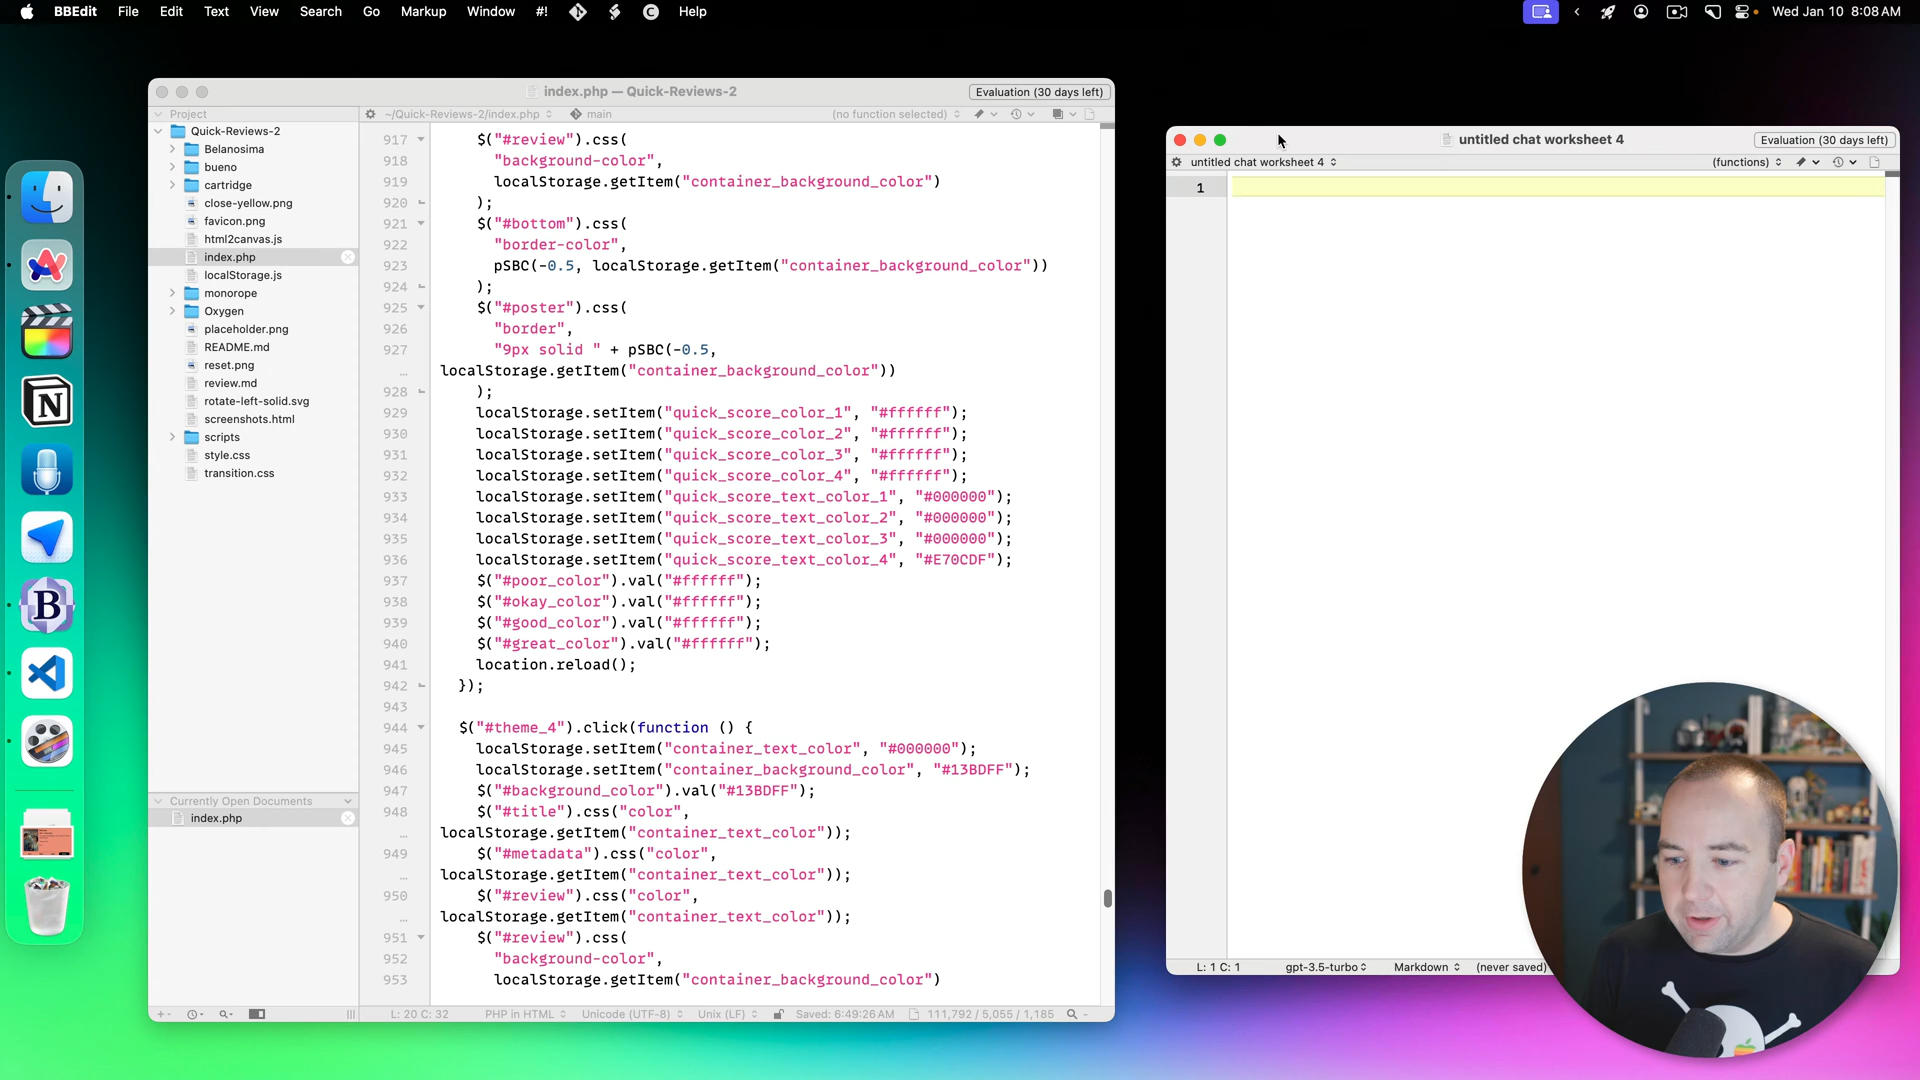 BBEdit File Edit Text View Search Go Markup Window #! Help
Wed Jan 10 8:08 AM
index.php — Quick-Reviews-2
Evaluation (30 days left)
Project
~/Quick-Reviews-2/index.php
main
(no function selected)
Quick-Reviews-2
Belanosima
bueno
cartridge
close-yellow.png
favicon.png
html2canvas.js
index.php
localStorage.js
monorope
Oxygen
placeholder.png
README.md
reset.png
review.md
rotate-left-solid.svg
screenshots.html
scripts
style.css
transition.css
Currently Open Documents
index.php
917 $("#review").css(
918 "background-color",
919 localStorage.getItem("container_background_color")
920 );
921 $("#bottom").css(
922 "border-color",
923 pSBC(-0.5, localStorage.getItem("container_background_color"))
924 );
925 $("#poster").css(
926 "border",
927 "9px solid " + pSBC(-0.5,
… localStorage.getItem("container_background_color"))
928 );
929 localStorage.setItem("quick_score_color_1", "#ffffff");
930 localStorage.setItem("quick_score_color_2", "#ffffff");
931 localStorage.setItem("quick_score_color_3", "#ffffff");
932 localStorage.setItem("quick_score_color_4", "#ffffff");
933 localStorage.setItem("quick_score_text_color_1", "#000000");
934 localStorage.setItem("quick_score_text_color_2", "#000000");
935 localStorage.setItem("quick_score_text_color_3", "#000000");
936 localStorage.setItem("quick_score_text_color_4", "#E70CDF");
937 $("#poor_color").val("#ffffff");
938 $("#okay_color").val("#ffffff");
939 $("#good_color").val("#ffffff");
940 $("#great_color").val("#ffffff");
941 location.reload();
942 });
943
944 $("#theme_4").click(function () {
945 localStorage.setItem("container_text_color", "#000000");
946 localStorage.setItem("container_background_color", "#13BDFF");
947 $("#background_color").val("#13BDFF");
948 $("#title").css("color",
… localStorage.getItem("container_text_color"));
949 $("#metadata").css("color",
… localStorage.getItem("container_text_color"));
950 $("#review").css("color",
… localStorage.getItem("container_text_color"));
951 $("#review").css(
952 "background-color",
953 localStorage.getItem("container_background_color")
L: 20 C: 32 PHP in HTML Unicode (UTF-8) Unix (LF) Saved: 6:49:26 AM 111,792 / 5,055 / 1,185
untitled chat worksheet 4
Evaluation (30 days left)
untitled chat worksheet 4
(functions)
1
L: 1 C: 1 gpt-3.5-turbo Markdown (never saved)